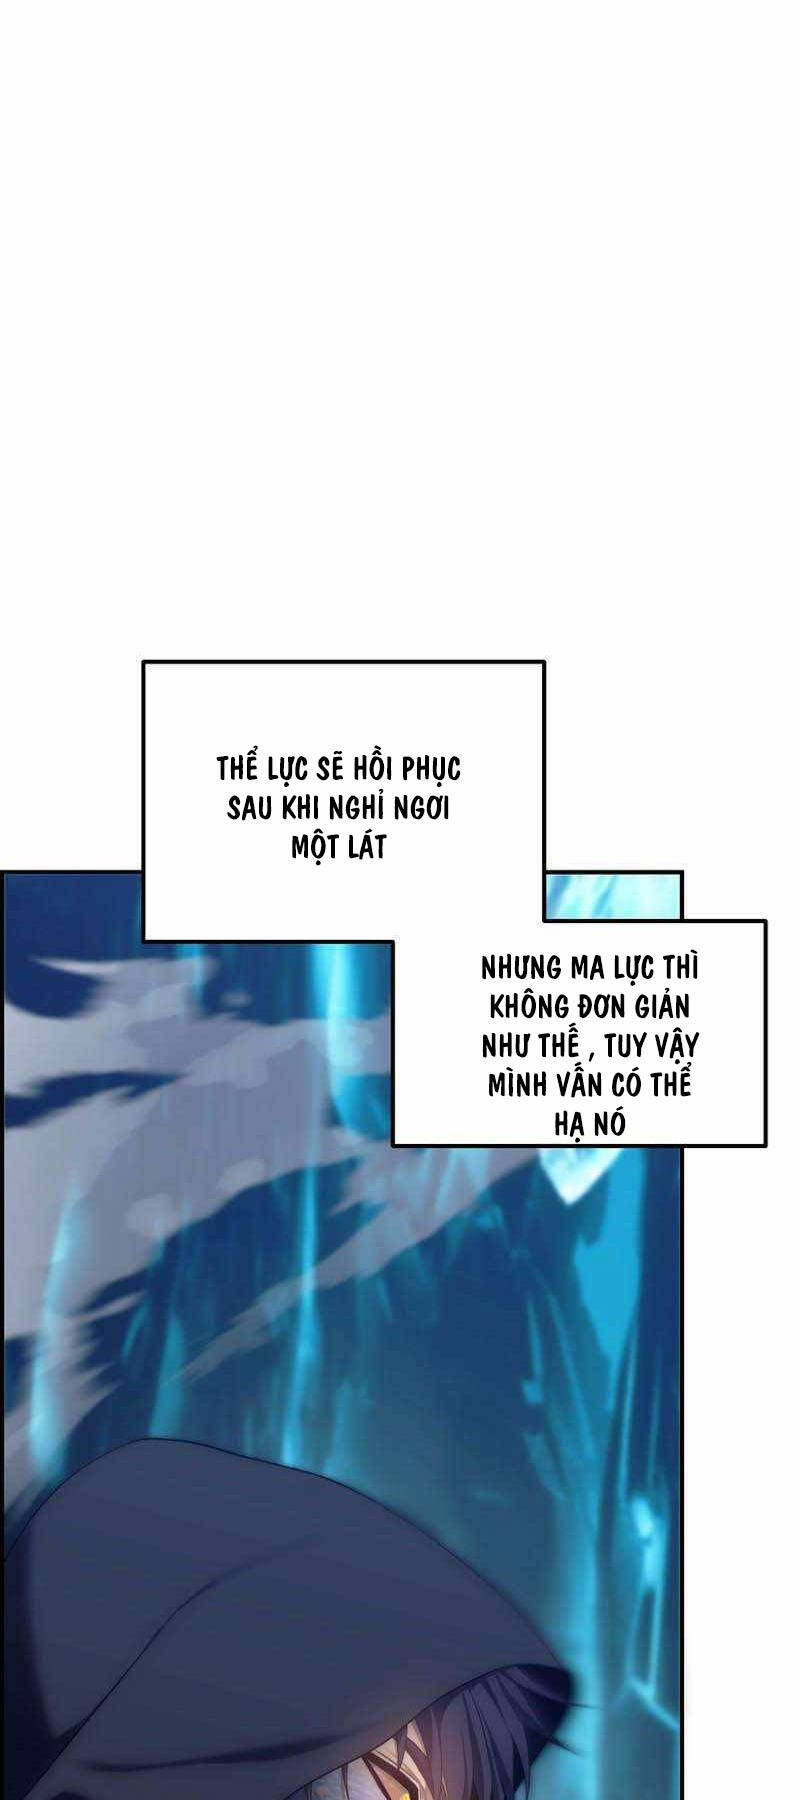 THỂ LỰC SẼ HỒI PHỤC
SAU KHI NGHỈ NGƠI
MỘT LÁT
NHƯNG MA LỰC THÌ
KHÔNG ĐƠN GIẢN
NHƯ THẾ , TUY VẬY
MÌNH VẪN CÓ THỂ
HẠ NÓ